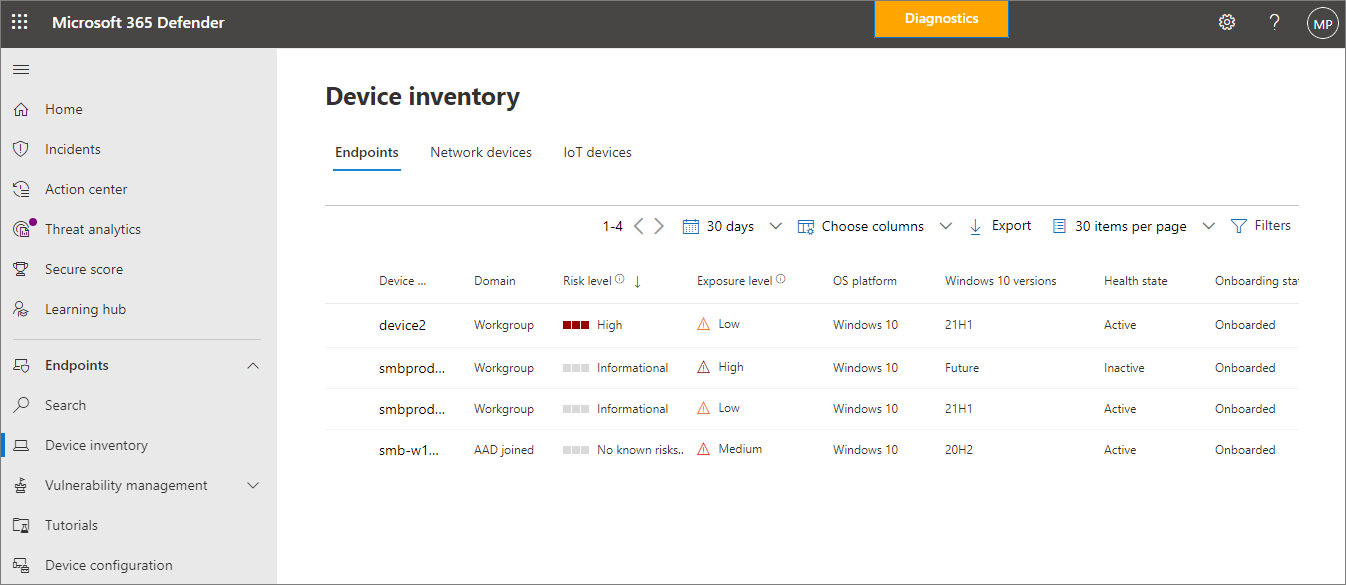 Microsoft 365 Defender
Diagnostics
?
MP
Home
Incidents
Action center
Threat analytics
Secure score
Learning hub
Endpoints
Search
Device inventory
Vulnerability management
Tutorials
Device configuration
Device inventory
Endpoints Network devices IoT devices
1-4 30 days Choose columns Export 30 items per page Filters
Device ... Domain Risk level Exposure level OS platform Windows 10 versions Health state Onboarding stat
device2 Workgroup High Low Windows 10 21H1 Active Onboarded
smbprod... Workgroup Informational High Windows 10 Future Inactive Onboarded
smbprod... Workgroup Informational Low Windows 10 21H1 Active Onboarded
smb-w1... AAD joined No known risks.. Medium Windows 10 20H2 Active Onboarded